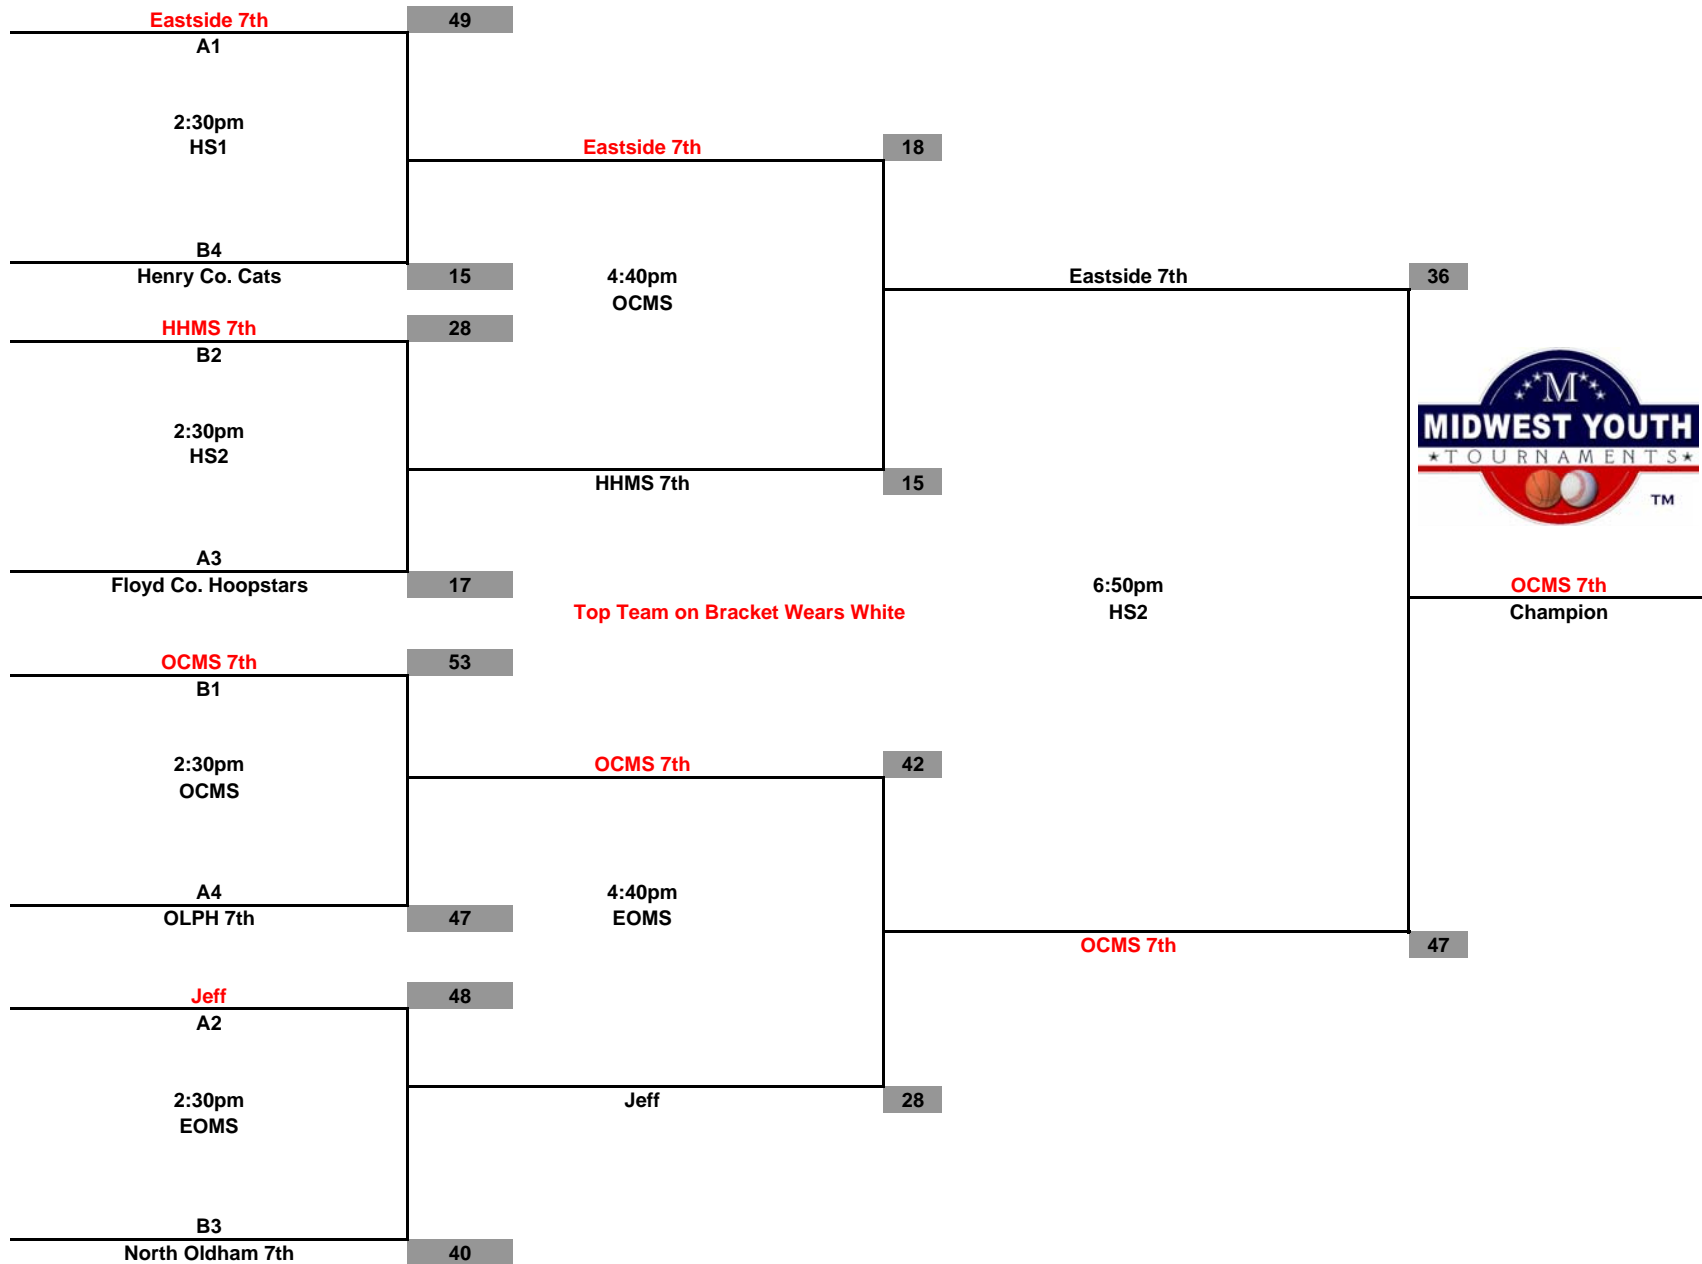 Eastside 7th 49
A1
2:30pm
HS1
Eastside 7th 18
B4
Henry Co. Cats 15
4:40pm
OCMS
Eastside 7th 36
HHMS 7th 28
B2
2:30pm
HS2
HHMS 7th 15
M
MIDWEST YOUTH
TOURNAMENTS
TM
A3
Floyd Co. Hoopstars 17
6:50pm
HS2
OCMS 7th
Champion
Top Team on Bracket Wears White
OCMS 7th 53
B1
2:30pm
OCMS
OCMS 7th 42
A4
OLPH 7th 47
4:40pm
EOMS
OCMS 7th 47
Jeff 48
A2
2:30pm
EOMS
Jeff 28
B3
North Oldham 7th 40